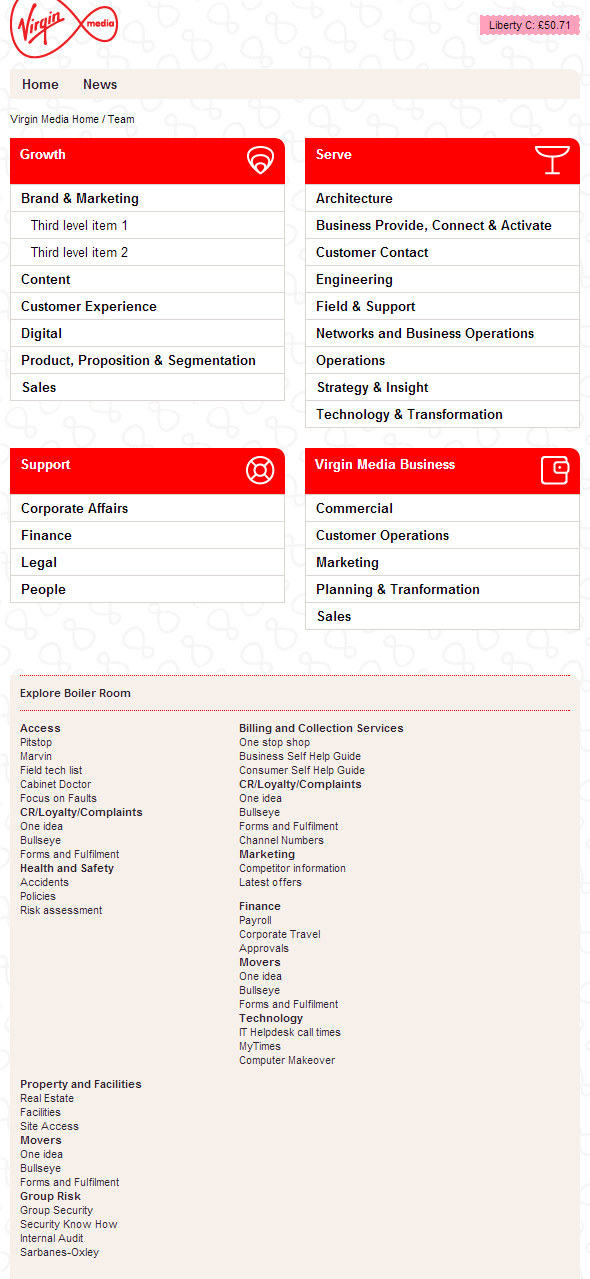 Virgin media
Liberty C: £50.71
Home News
Virgin Media Home / Team
Growth
Brand & Marketing
Third level item 1
Third level item 2
Content
Customer Experience
Digital
Product, Proposition & Segmentation
Sales
Serve
Architecture
Business Provide, Connect & Activate
Customer Contact
Engineering
Field & Support
Networks and Business Operations
Operations
Strategy & Insight
Technology & Transformation
Support
Corporate Affairs
Finance
Legal
People
Virgin Media Business
Commercial
Customer Operations
Marketing
Planning & Tranformation
Sales
Explore Boiler Room
Access
Pitstop
Marvin
Field tech list
Cabinet Doctor
Focus on Faults
CR/Loyalty/Complaints
One idea
Bullseye
Forms and Fulfilment
Health and Safety
Accidents
Policies
Risk assessment
Billing and Collection Services
One stop shop
Business Self Help Guide
Consumer Self Help Guide
CR/Loyalty/Complaints
One idea
Bullseye
Forms and Fulfilment
Channel Numbers
Marketing
Competitor information
Latest offers
Finance
Payroll
Corporate Travel
Approvals
Movers
One idea
Bullseye
Forms and Fulfilment
Technology
IT Helpdesk call times
MyTimes
Computer Makeover
Property and Facilities
Real Estate
Facilities
Site Access
Movers
One idea
Bullseye
Forms and Fulfilment
Group Risk
Group Security
Security Know How
Internal Audit
Sarbanes-Oxley